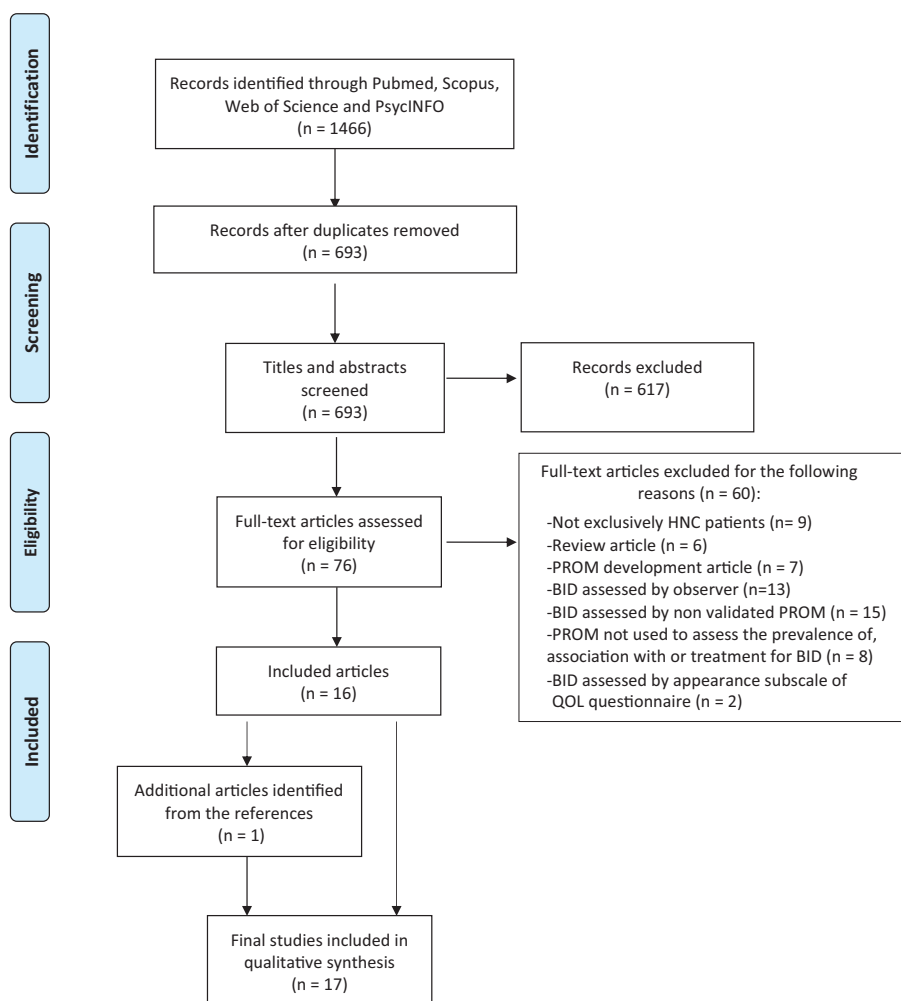 Identification
Records identified through Pubmed, Scopus,
Web of Science and PsycINFO
(n = 1466)
Records after duplicates removed
(n = 693)
Screening
Titles and abstracts
screened
(n = 693)
Records excluded
(n = 617)
Eligibility
Full-text articles assessed
for eligibility
(n = 76)
Full-text articles excluded for the following
reasons (n = 60):
-Not exclusively HNC patients (n= 9)
-Review article (n = 6)
-PROM development article (n = 7)
-BID assessed by observer (n=13)
-BID assessed by non validated PROM (n = 15)
-PROM not used to assess the prevalence of,
association with or treatment for BID (n = 8)
-BID assessed by appearance subscale of
QOL questionnaire (n = 2)
Included
Included articles
(n = 16)
Additional articles identified
from the references
(n = 1)
Final studies included in
qualitative synthesis
(n = 17)